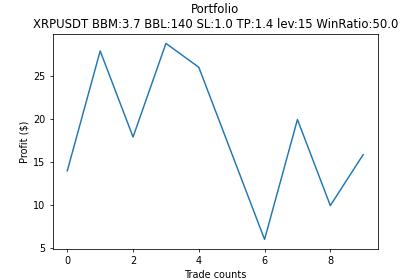 Portfolio
XRPUSDT BBM:3.7 BBL:140 SL:1.0 TP:1.4 lev:15 WinRatio:50.0
25
20
15
10
5
Profit ($)
0 2 4 6 8
Trade counts